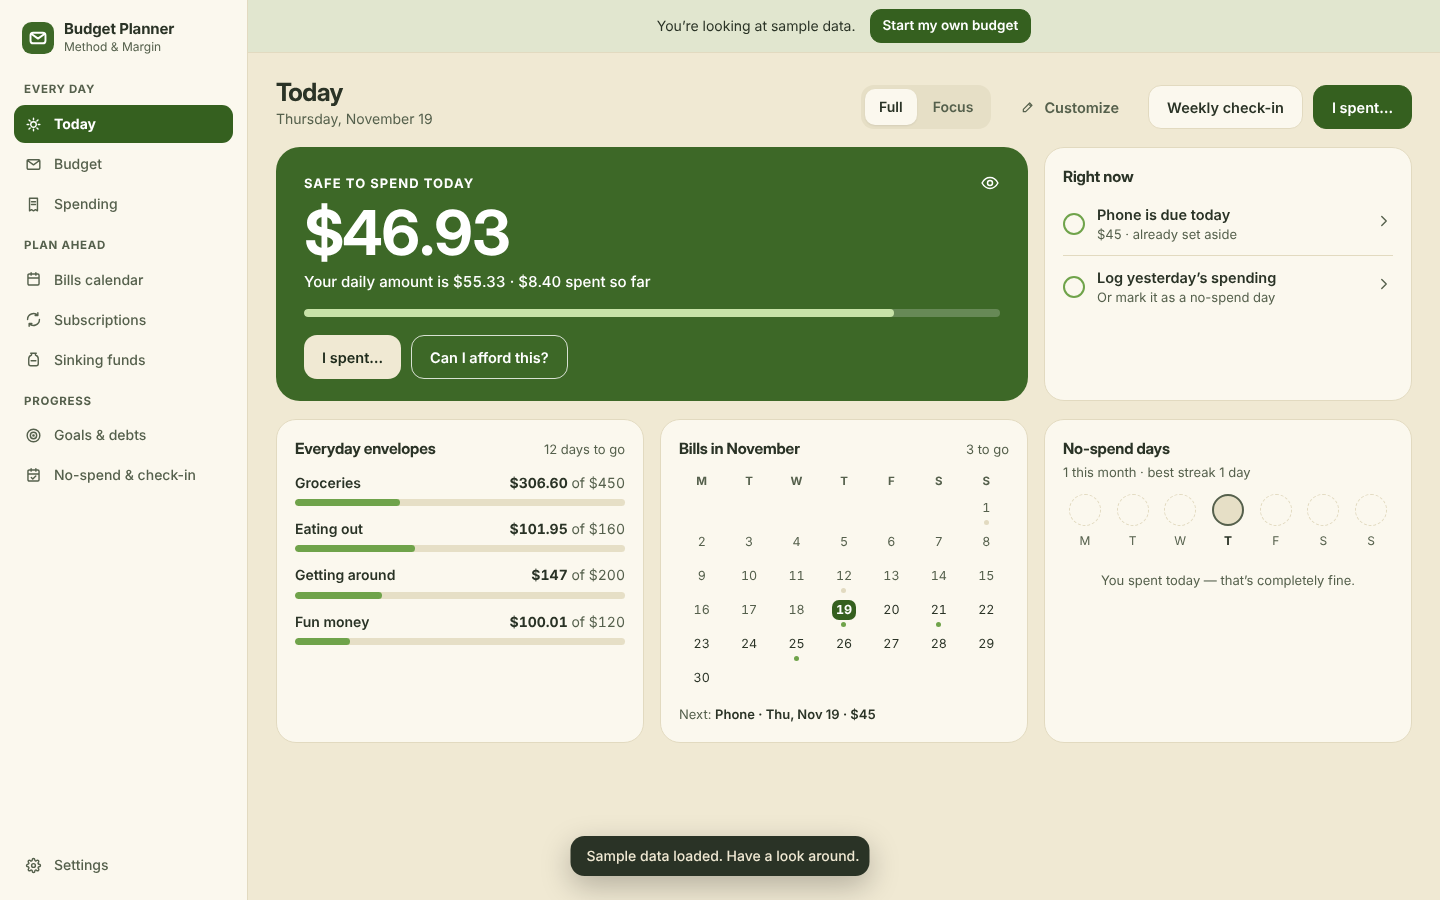 Budget Planner
Method & Margin
EVERY DAY
Today
Budget
Spending
PLAN AHEAD
Bills calendar
Subscriptions
Sinking funds
PROGRESS
Goals & debts
No-spend & check-in
Settings
You’re looking at sample data. Start my own budget
Today
Thursday, November 19
Full Focus Customize Weekly check-in I spent…
SAFE TO SPEND TODAY
$46.93
Your daily amount is $55.33 · $8.40 spent so far
I spent… Can I afford this?
Right now
Phone is due today
$45 · already set aside
Log yesterday’s spending
Or mark it as a no-spend day
Everyday envelopes 12 days to go
Groceries $306.60 of $450
Eating out $101.95 of $160
Getting around $147 of $200
Fun money $100.01 of $120
Bills in November 3 to go
M T W T F S S
1
2 3 4 5 6 7 8
9 10 11 12 13 14 15
16 17 18 19 20 21 22
23 24 25 26 27 28 29
30
Next: Phone · Thu, Nov 19 · $45
No-spend days
1 this month · best streak 1 day
M T W T F S S
You spent today — that’s completely fine.
Sample data loaded. Have a look around.